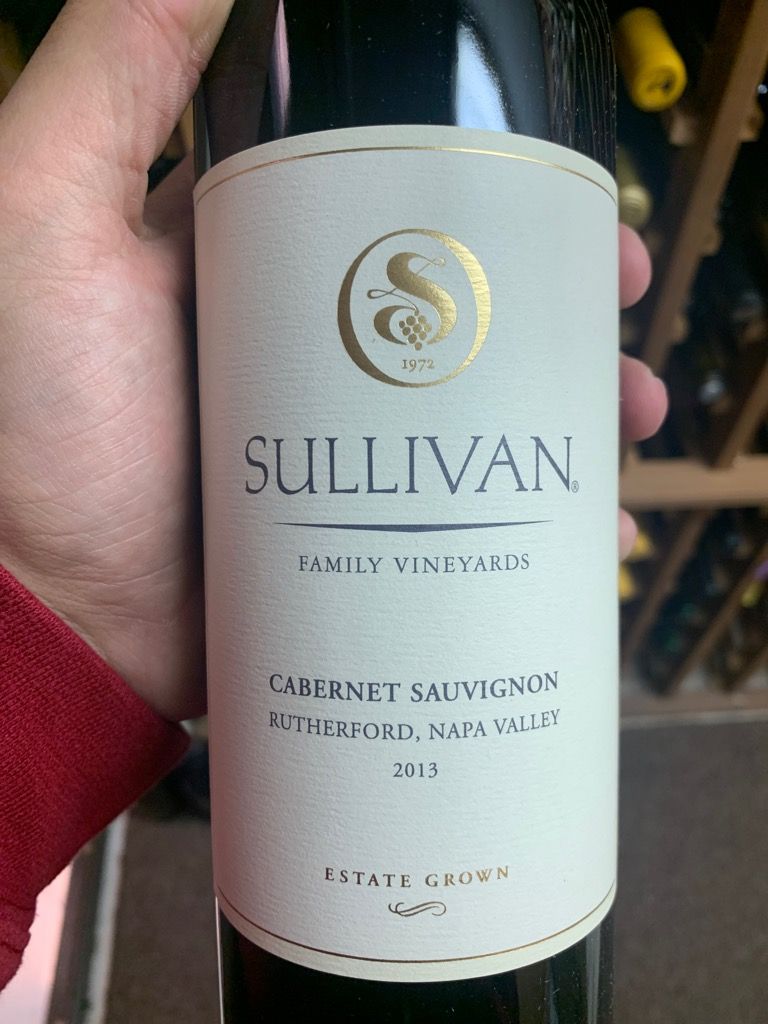 S
1972
SULLIVAN®
FAMILY VINEYARDS
CABERNET SAUVIGNON
RUTHERFORD, NAPA VALLEY
2013
ESTATE GROWN